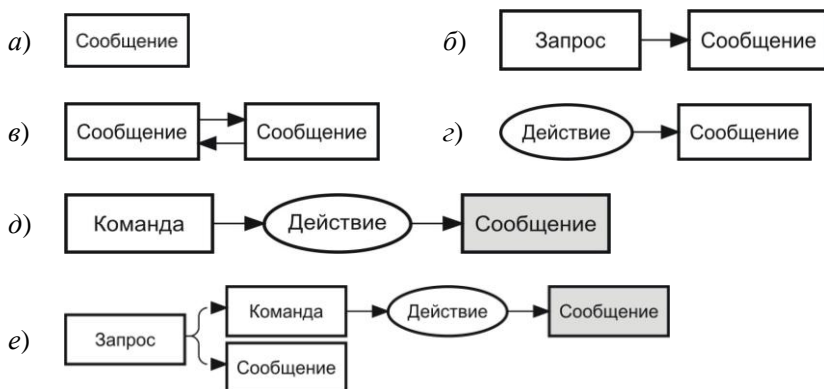 а) Сообщение
б) Запрос Сообщение
в) Сообщение Сообщение
г) Действие Сообщение
д) Команда Действие Сообщение
е) Запрос Команда Действие Сообщение
Сообщение